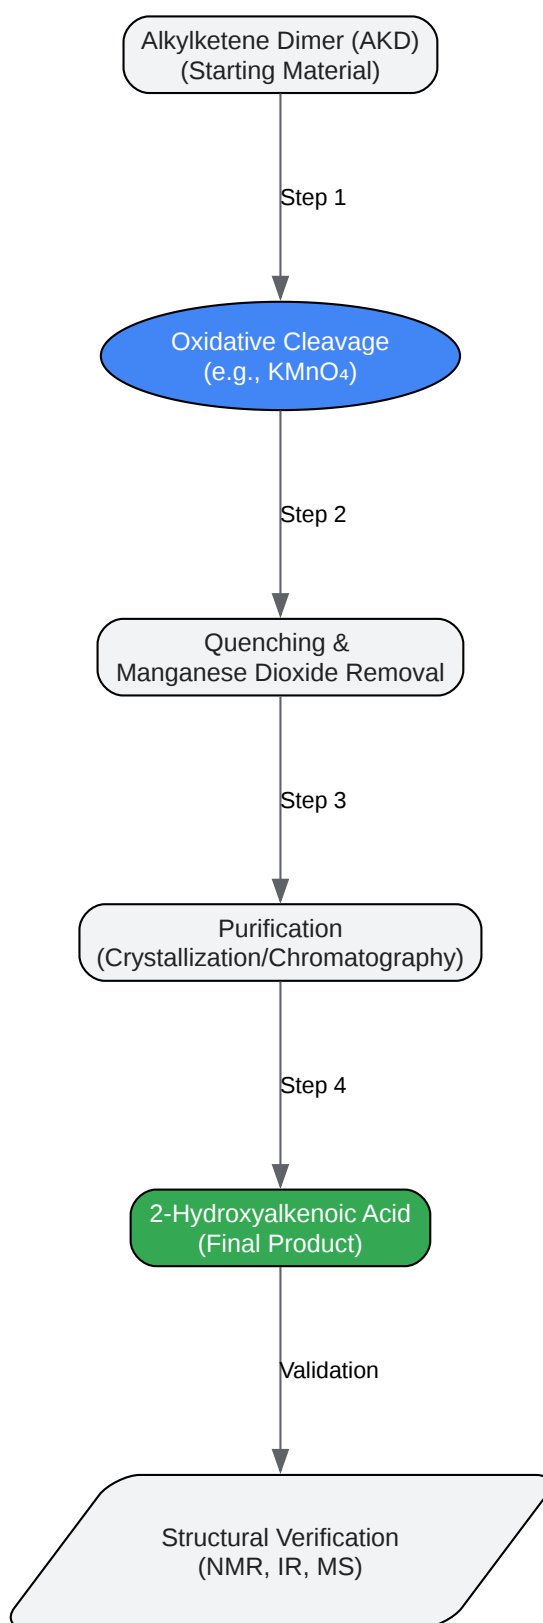 Alkylketene Dimer (AKD)
(Starting Material)
Step 1
Oxidative Cleavage
(e.g., KMnO₄)
Step 2
Quenching &
Manganese Dioxide Removal
Step 3
Purification
(Crystallization/Chromatography)
Step 4
2-Hydroxyalkenoic Acid
(Final Product)
Validation
Structural Verification
(NMR, IR, MS)